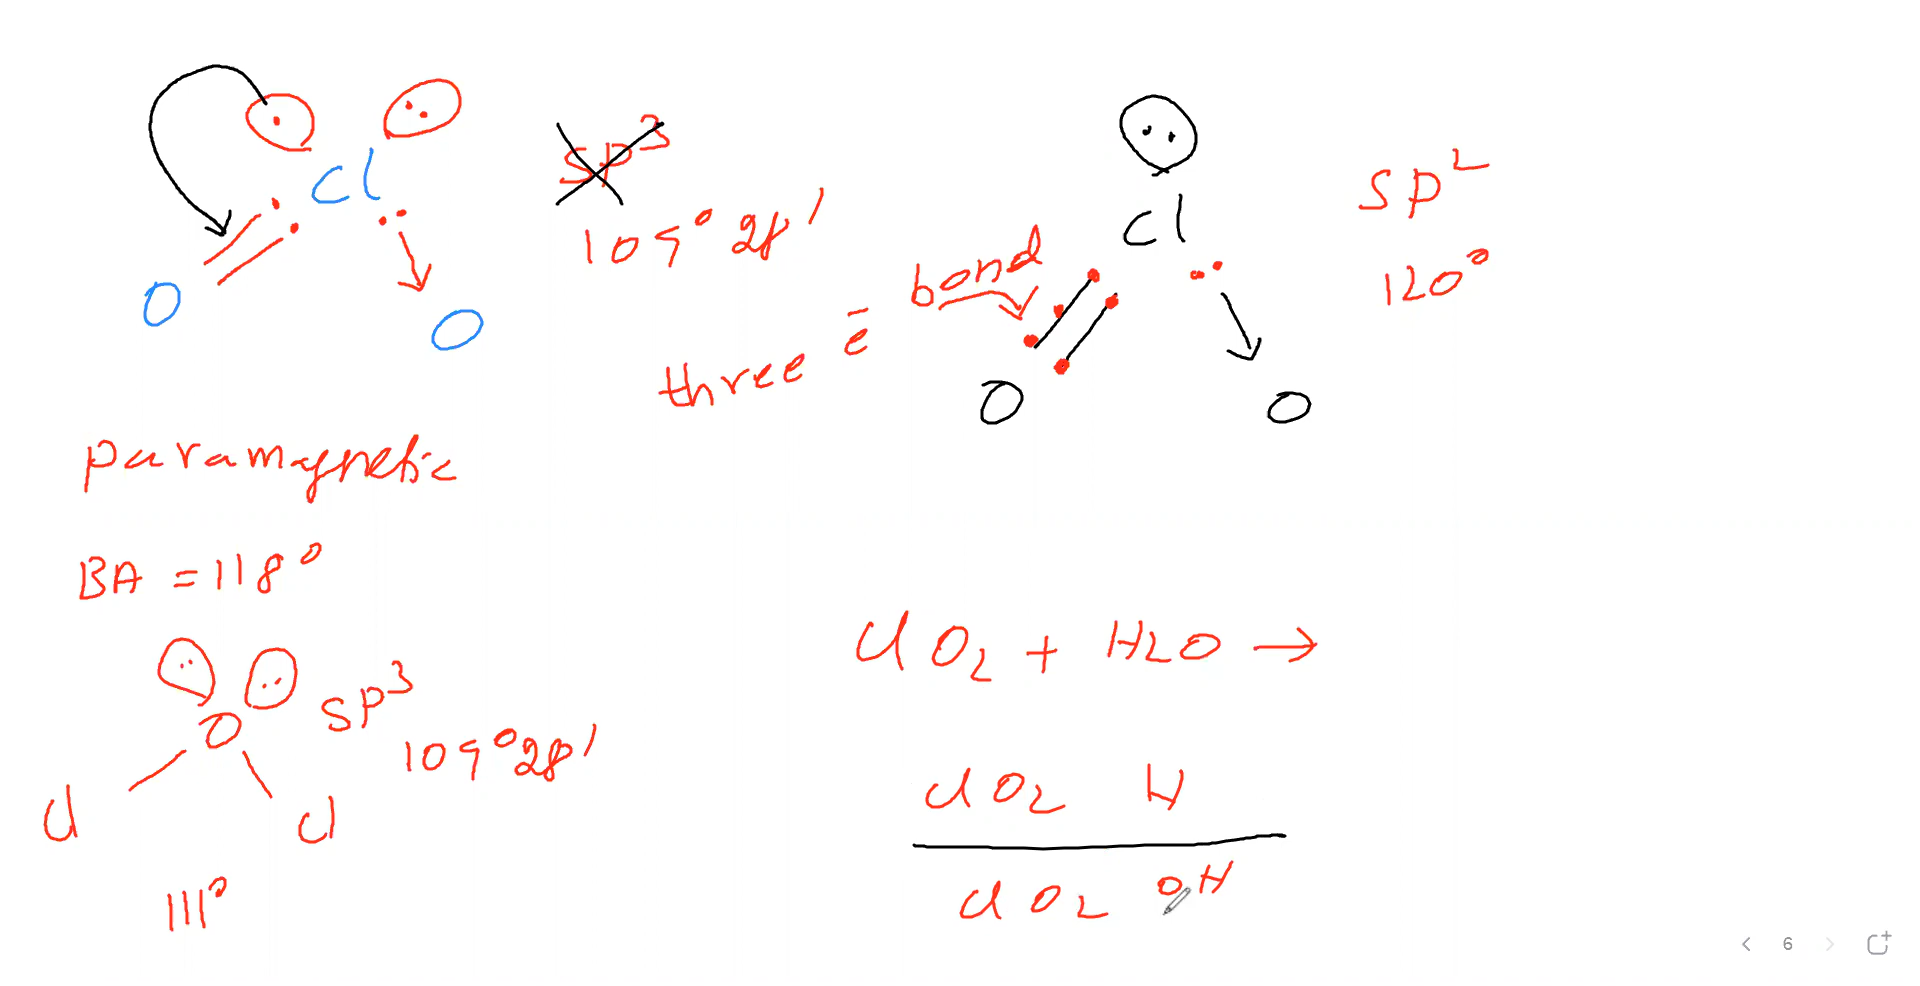 Cl
O
O
SP³
109°28'
three ē bond
Cl
O
O
SP²
120°
paramagnetic
BA = 118°
O
Cl
Cl
SP³
109°28'
111°
ClO₂ + H₂O →
ClO₂ H
ClO₂ OH
6